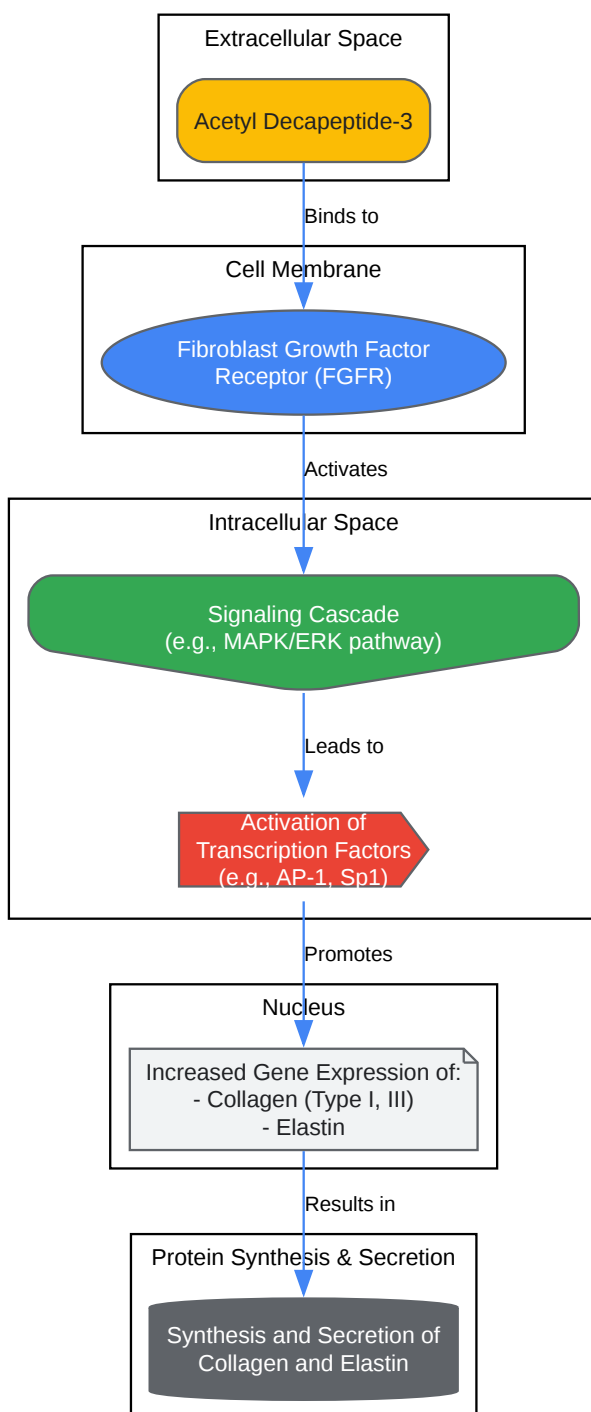 Extracellular Space
Acetyl Decapeptide-3
Binds to
Cell Membrane
Fibroblast Growth Factor
Receptor (FGFR)
Activates
Intracellular Space
Signaling Cascade
(e.g., MAPK/ERK pathway)
Leads to
Activation of
Transcription Factors
(e.g., AP-1, Sp1)
Promotes
Nucleus
Increased Gene Expression of:
- Collagen (Type I, III)
- Elastin
Results in
Protein Synthesis & Secretion
Synthesis and Secretion of
Collagen and Elastin